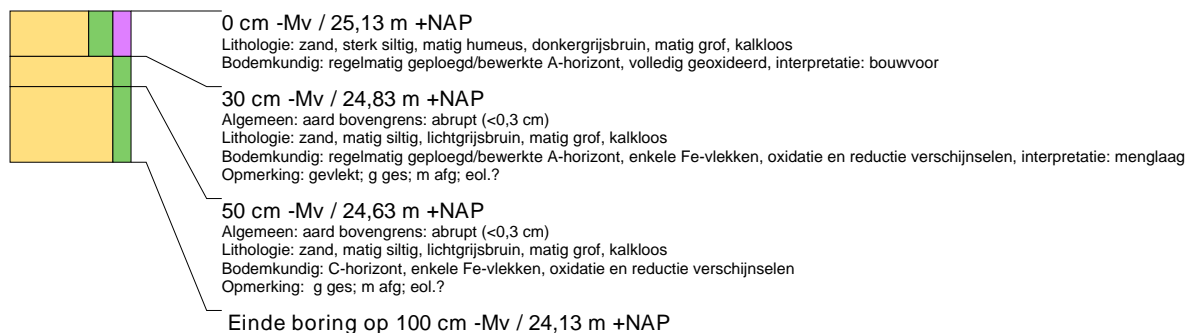 0 cm -Mv / 25,13 m +NAP
Lithologie: zand, sterk siltig, matig humeus, donkergrijsbruin, matig grof, kalkloos
Bodemkundig: regelmatig geploegd/bewerkte A-horizont, volledig geoxideerd, interpretatie: bouwvoor
30 cm -Mv / 24,83 m +NAP
Algemeen: aard bovengrens: abrupt (<0,3 cm)
Lithologie: zand, matig siltig, lichtgrijsbruin, matig grof, kalkloos
Bodemkundig: regelmatig geploegd/bewerkte A-horizont, enkele Fe-vlekken, oxidatie en reductie verschijnselen, interpretatie: menglaag
Opmerking: gevlekt; g ges; m afg; eol.?
50 cm -Mv / 24,63 m +NAP
Algemeen: aard bovengrens: abrupt (<0,3 cm)
Lithologie: zand, matig siltig, lichtgrijsbruin, matig grof, kalkloos
Bodemkundig: C-horizont, enkele Fe-vlekken, oxidatie en reductie verschijnselen
Opmerking: g ges; m afg; eol.?
Einde boring op 100 cm -Mv / 24,13 m +NAP